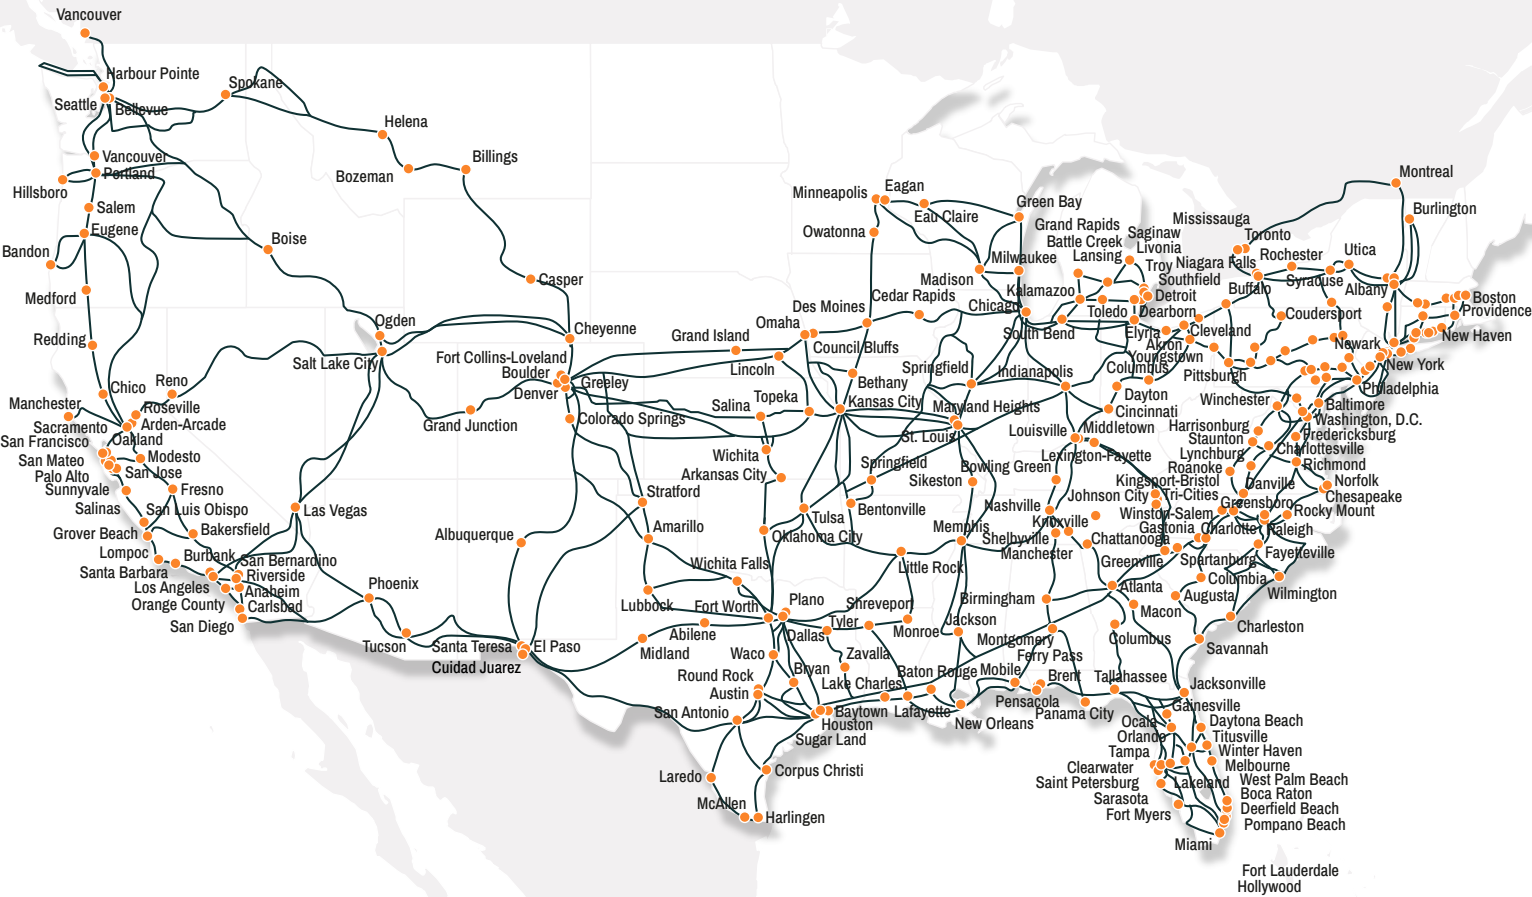 Vancouver
Harbour Pointe
Seattle
Bellevue
Spokane
Helena
Bozeman
Billings
Vancouver
Portland
Hillsboro
Salem
Eugene
Bandon
Boise
Medford
Redding
Casper
Ogden
Cheyenne
Salt Lake City
Fort Collins-Loveland
Boulder
Greeley
Denver
Chico
Reno
Manchester
Roseville
Sacramento
Arden-Arcade
San Francisco
Oakland
San Mateo
Modesto
Palo Alto
San Jose
Sunnyvale
Fresno
Salinas
San Luis Obispo
Grover Beach
Bakersfield
Lompoc
Burbank
San Bernardino
Santa Barbara
Riverside
Los Angeles
Anaheim
Orange County
Carlsbad
San Diego
Las Vegas
Grand Junction
Colorado Springs
Phoenix
Tucson
Albuquerque
Santa Teresa
El Paso
Cuidad Juarez
Stratford
Amarillo
Lubbock
Wichita Falls
Midland
Abilene
Fort Worth
Plano
Dallas
Tyler
Waco
Zavalla
Bryan
Round Rock
Austin
San Antonio
Lake Charles
Baytown
Houston
Sugar Land
Laredo
Corpus Christi
McAllen
Harlingen
Minneapolis
Eagan
Eau Claire
Owatonna
Green Bay
Madison
Milwaukee
Des Moines
Cedar Rapids
Chicago
Grand Island
Omaha
Council Bluffs
Lincoln
Bethany
Salina
Topeka
Kansas City
Wichita
Arkansas City
Springfield
Maryland Heights
St. Louis
Springfield
Sikeston
Bentonville
Tulsa
Oklahoma City
Little Rock
Memphis
Shreveport
Monroe
Jackson
Baton Rouge
Lafayette
New Orleans
Mobile
Ferry Pass
Brent
Pensacola
Panama City
Grand Rapids
Battle Creek
Lansing
Saginaw
Livonia
Troy
Southfield
Kalamazoo
Detroit
Dearborn
Toledo
South Bend
Elyria
Cleveland
Akron
Youngstown
Indianapolis
Columbus
Dayton
Cincinnati
Pittsburgh
Louisville
Middletown
Lexington-Fayette
Bowling Green
Nashville
Johnson City
Kingsport-Bristol
Tri-Cities
Knoxville
Shelbyville
Manchester
Chattanooga
Birmingham
Montgomery
Atlanta
Macon
Columbus
Tallahassee
Mississauga
Toronto
Niagara Falls
Rochester
Utica
Buffalo
Syracuse
Albany
Montreal
Burlington
Boston
Providence
New Haven
Coudersport
Newark
New York
Philadelphia
Winchester
Baltimore
Washington, D.C.
Harrisonburg
Fredericksburg
Staunton
Charlottesville
Lynchburg
Richmond
Roanoke
Norfolk
Danville
Chesapeake
Greensboro
Rocky Mount
Winston-Salem
Gastonia
Charlotte
Raleigh
Fayetteville
Greenville
Spartanburg
Wilmington
Columbia
Augusta
Charleston
Savannah
Jacksonville
Gainesville
Ocala
Daytona Beach
Orlando
Titusville
Tampa
Winter Haven
Clearwater
Melbourne
Saint Petersburg
Lakeland
West Palm Beach
Sarasota
Boca Raton
Fort Myers
Deerfield Beach
Pompano Beach
Miami
Fort Lauderdale
Hollywood